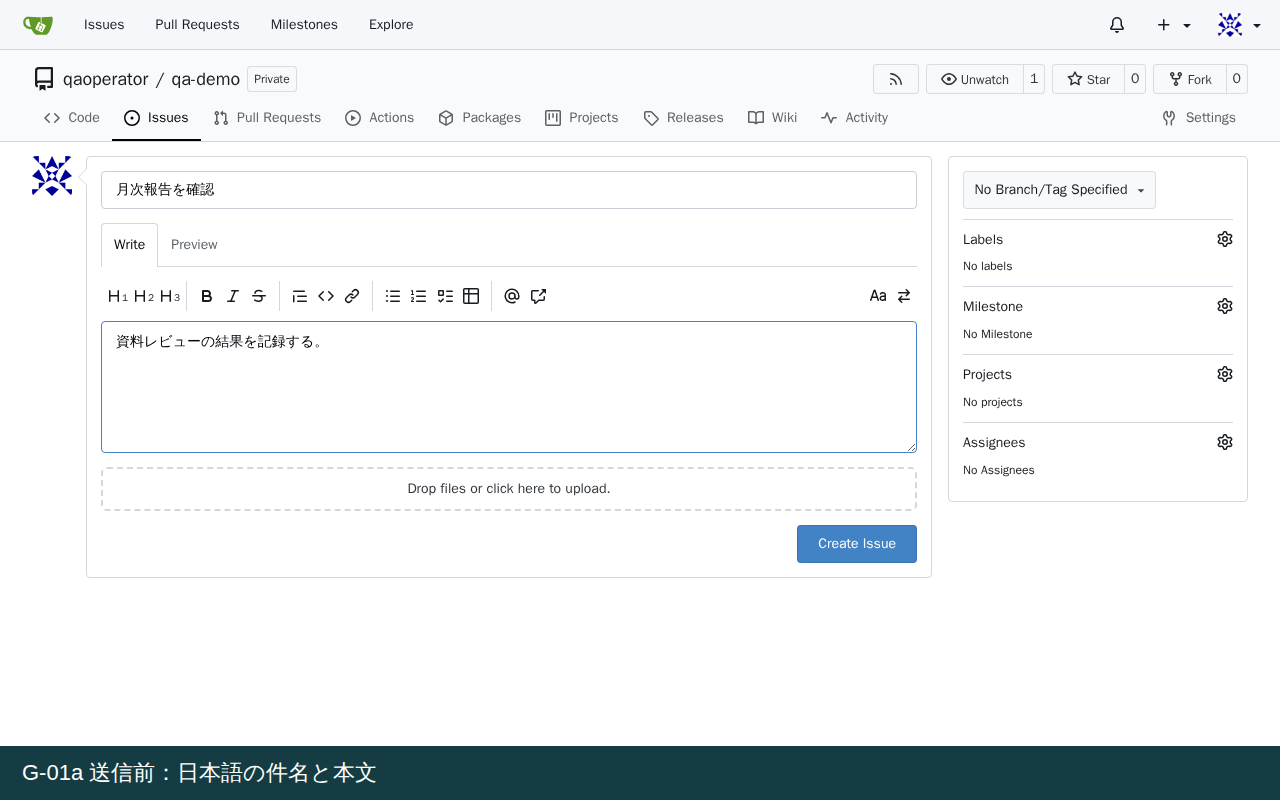 Issues Pull Requests Milestones Explore
qaoperator / qa-demo Private
Unwatch 1 Star 0 Fork 0
Code Issues Pull Requests Actions Packages Projects Releases Wiki Activity Settings
月次報告を確認
No Branch/Tag Specified
Write Preview
Labels
No labels
H1 H2 H3 B I S @ Aa
Milestone
No Milestone
資料レビューの結果を記録する。
Projects
No projects
Assignees
No Assignees
Drop files or click here to upload.
Create Issue
G-01a 送信前：日本語の件名と本文